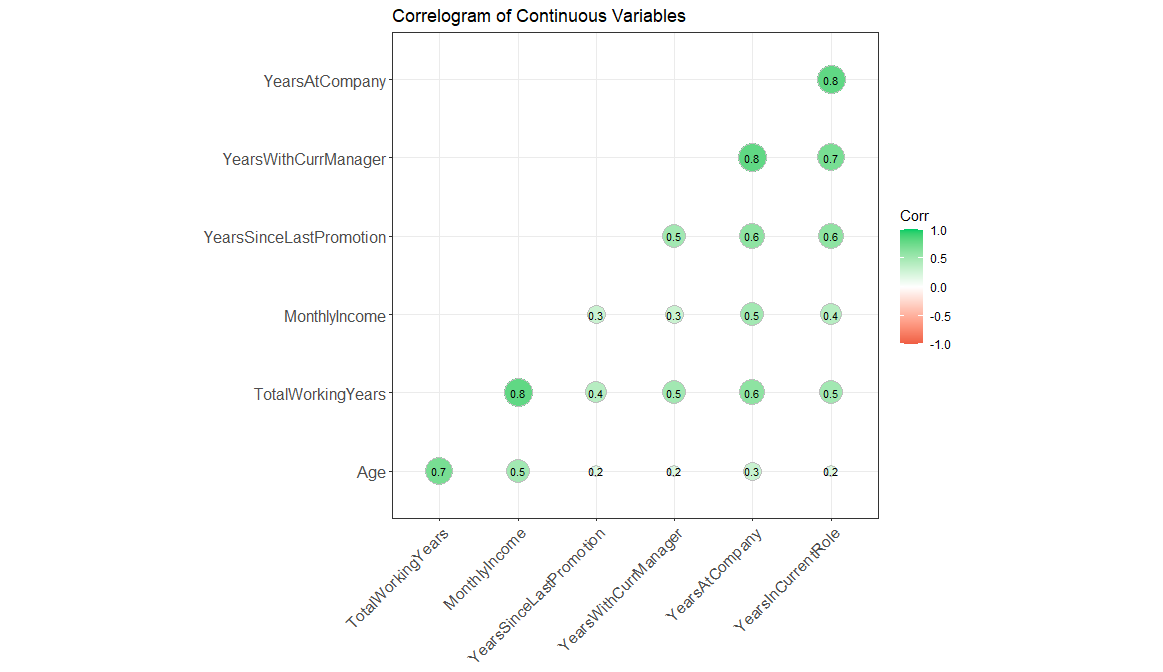 Correlogram of Continuous Variables
YearsAtCompany
0.8
YearsWithCurrManager
0.8 0.7
YearsSinceLastPromotion
0.5 0.6 0.6
MonthlyIncome
0.3 0.3 0.5 0.4
TotalWorkingYears
0.8 0.4 0.5 0.6 0.5
Age
0.7 0.5 0.2 0.2 0.3 0.2
TotalWorkingYears
MonthlyIncome
YearsSinceLastPromotion
YearsWithCurrManager
YearsAtCompany
YearsInCurrentRole
Corr
1.0
0.5
0.0
-0.5
-1.0